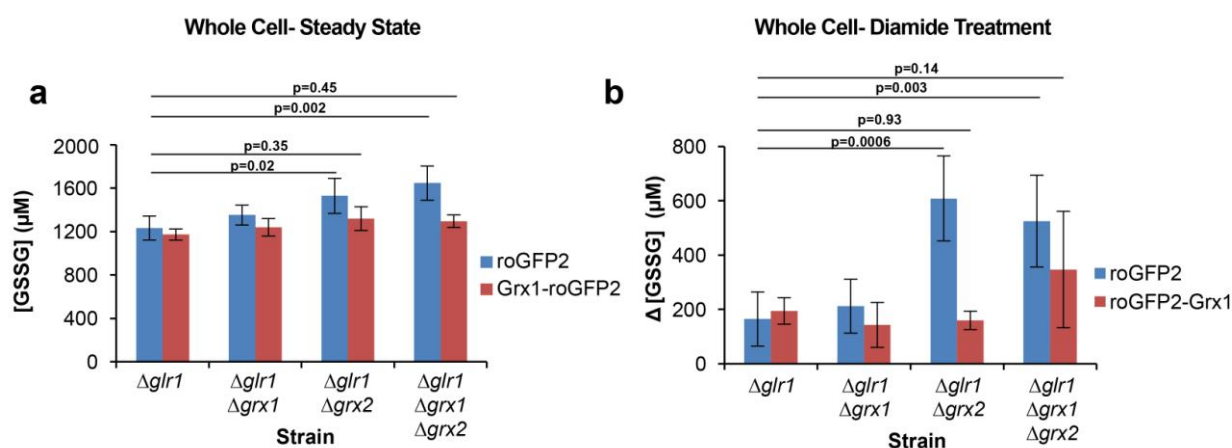 Whole Cell- Steady State
a
p=0.45
p=0.002
p=0.35
p=0.02
2000
1600
1200
800
400
0
[GSSG] (µM)
roGFP2
Grx1-roGFP2
Δglr1
Δglr1
Δgrx1
Δglr1
Δgrx2
Δglr1
Δgrx1
Δgrx2
Strain
Whole Cell- Diamide Treatment
b
p=0.14
p=0.003
p=0.93
p=0.0006
800
600
400
200
0
Δ [GSSG] (µM)
roGFP2
roGFP2-Grx1
Δglr1
Δglr1
Δgrx1
Δglr1
Δgrx2
Δglr1
Δgrx1
Δgrx2
Strain